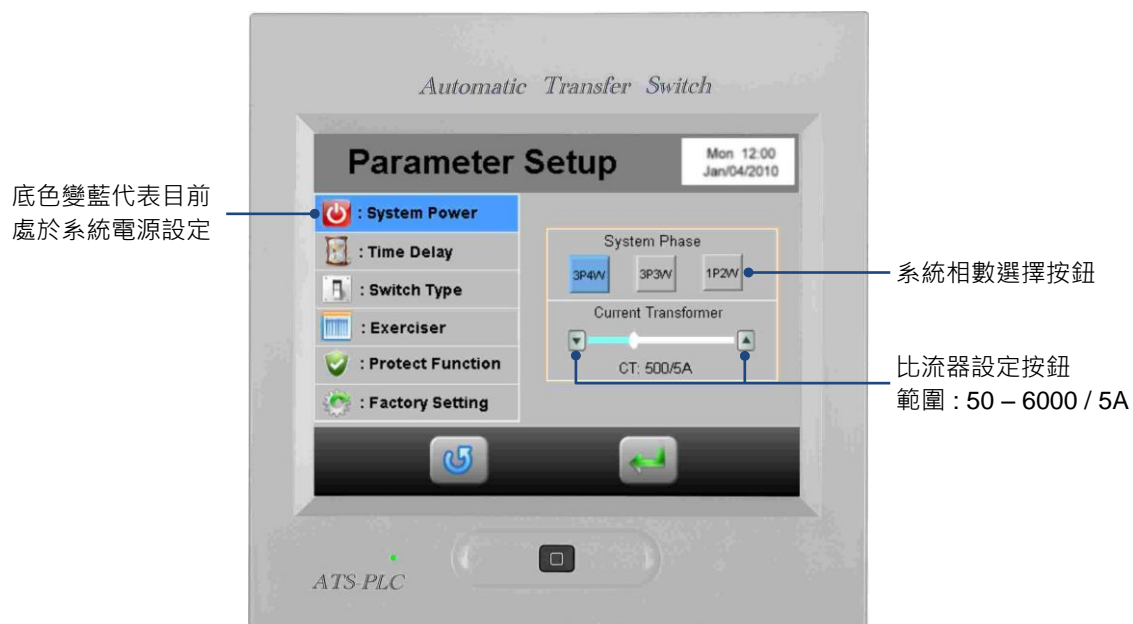 Automatic Transfer Switch
Parameter Setup
Mon 12:00
Jan/04/2010
底色變藍代表目前
處於系統電源設定
: System Power
: Time Delay
: Switch Type
: Exerciser
: Protect Function
: Factory Setting
System Phase
3P4W
3P3W
1P2W
系統相數選擇按鈕
Current Transformer
CT: 500/5A
比流器設定按鈕
範圍 : 50 – 6000 / 5A
ATS-PLC